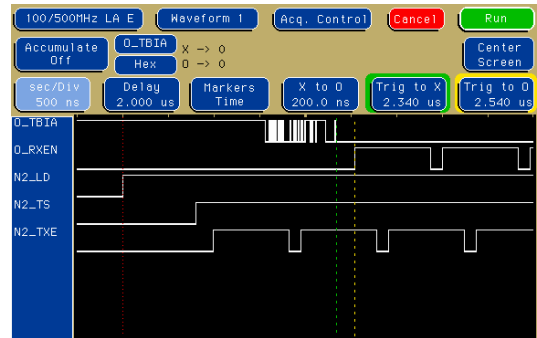 100/500MHz LA E Waveform 1 Acq. Control Cancel Run
Accumulate Off O_TBIA X -> 0 Center Screen
Hex O -> 0
sec/Div 500 ns Delay 2.000 us Markers Time X to O 200.0 ns Trig to X 2.340 us Trig to O 2.540 us
O_TBIA
O_RXEN
N2_LD
N2_TS
N2_TXE